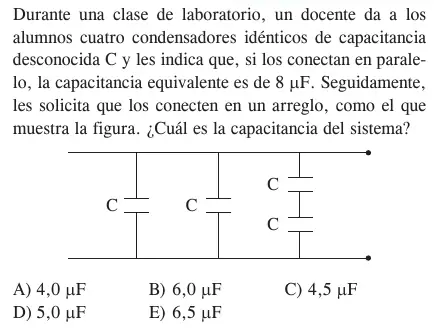 Durante una clase de laboratorio, un docente da a los
alumnos cuatro condensadores idénticos de capacitancia
desconocida C y les indica que, si los conectan en parale-
lo, la capacitancia equivalente es de 8 μF. Seguidamente,
les solicita que los conecten en un arreglo, como el que
muestra la figura. ¿Cuál es la capacitancia del sistema?
C
C C
C
A) 4,0 μF B) 6,0 μF C) 4,5 μF
D) 5,0 μF E) 6,5 μF